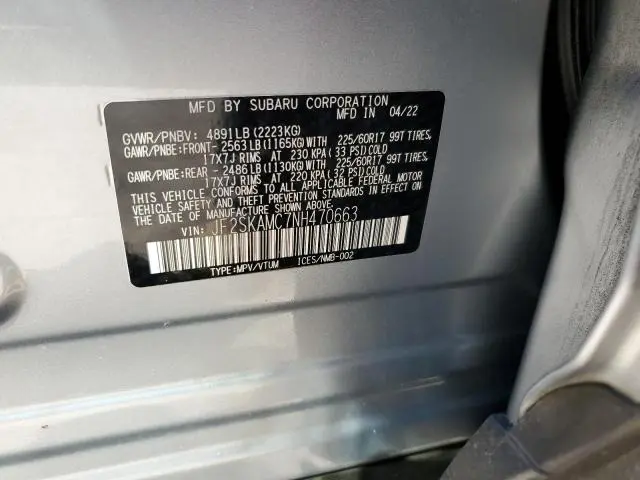 MFD BY SUBARU CORPORATION
MFD IN 04/22
GVWR/PNBV: 4891LB(2223KG)
GAWR/PNBE:FRONT-2563LB(1165KG)WITH 225/60R17 99T TIRES,
17X7J RIMS AT 230 KPA(33 PSI)COLD
GAWR/PNBE:REAR -2486LB(1130KG)WITH 225/60R17 99T TIRES,
17X7J RIMS AT 220 KPA(32 PSI)COLD
THIS VEHICLE CONFORMS TO ALL APPLICABLE FEDERAL MOTOR
VEHICLE SAFETY STANDARDS IN EFFECT ON
THE DATE OF MANUFACTURE SHOWN ABOVE.
VIN: JF2SKAMC7NH470663
TYPE:MPV/VTUM ICES/NMB-002